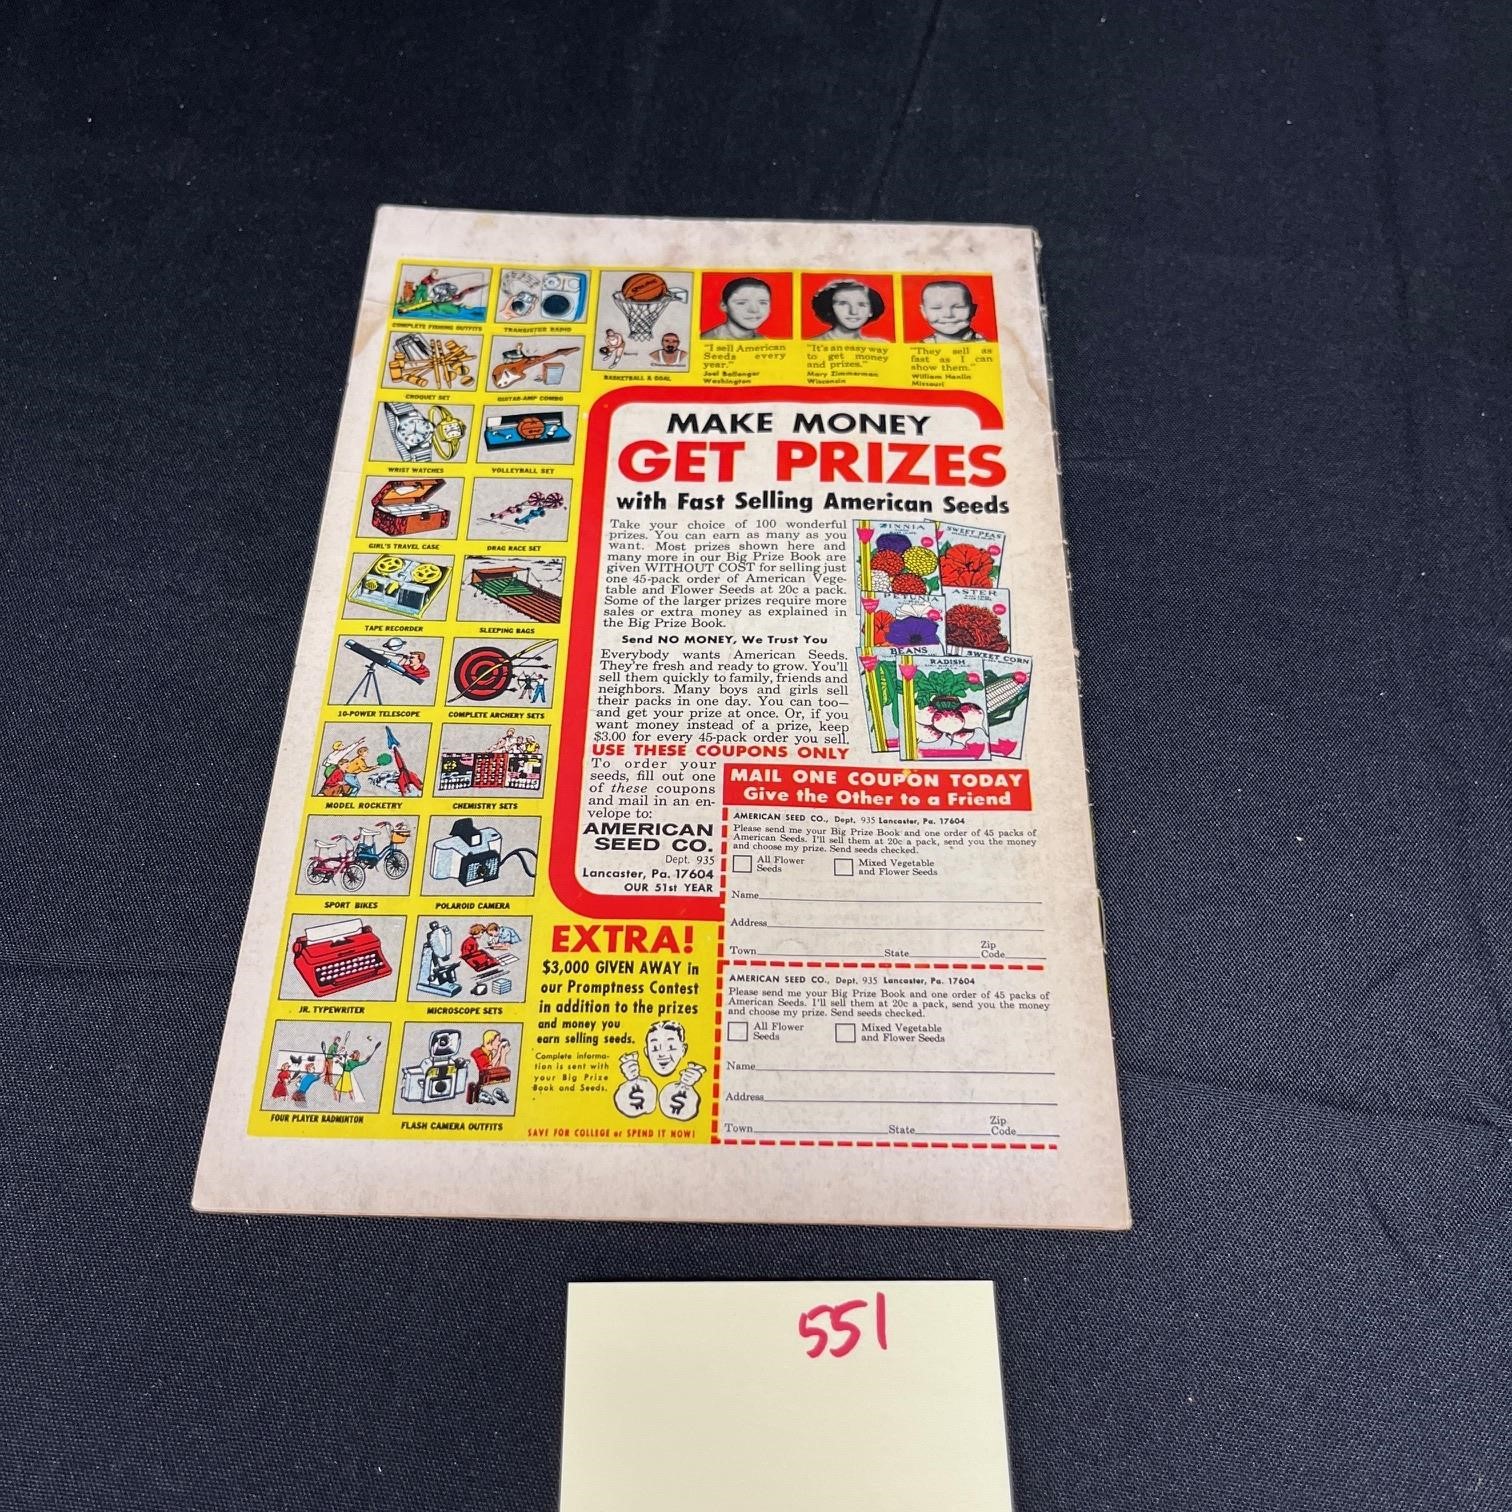 COMPLETE FISHING OUTFITS
TRANSISTOR RADIO
BASKETBALL & GOAL
CROQUET SET
GUITAR-AMP COMBO
WRIST WATCHES
VOLLEYBALL SET
GIRL'S TRAVEL CASE
DRAG RACE SET
TAPE RECORDER
SLEEPING BAGS
10-POWER TELESCOPE
COMPLETE ARCHERY SETS
MODEL ROCKETRY
CHEMISTRY SETS
SPORT BIKES
POLAROID CAMERA
JR. TYPEWRITER
MICROSCOPE SETS
FOUR PLAYER BADMINTON
FLASH CAMERA OUTFITS
"I sell American
Seeds every
year."
Joel Ballenger
Washington
"It's an easy way
to get money
and prizes."
Mary Zimmerman
Wisconsin
"They sell as
fast as I can
show them."
William Hanlin
Missouri
MAKE MONEY
GET PRIZES
with Fast Selling American Seeds
Take your choice of 100 wonderful
prizes. You can earn as many as you
want. Most prizes shown here and
many more in our Big Prize Book are
given WITHOUT COST for selling just
one 45-pack order of American Vege-
table and Flower Seeds at 20c a pack.
Some of the larger prizes require more
sales or extra money as explained in
the Big Prize Book.
Send NO MONEY, We Trust You
Everybody wants American Seeds.
They're fresh and ready to grow. You'll
sell them quickly to family, friends and
neighbors. Many boys and girls sell
their packs in one day. You can too—
and get your prize at once. Or, if you
want money instead of a prize, keep
$3.00 for every 45-pack order you sell.
USE THESE COUPONS ONLY
To order your
seeds, fill out one
of these coupons
and mail in an en-
velope to:
AMERICAN
SEED CO.
Dept. 935
Lancaster, Pa. 17604
OUR 51st YEAR
ZINNIA
SWEET PEAS
PETUNIA
ASTER
BEANS
RADISH
SWEET CORN
MAIL ONE COUPON TODAY
Give the Other to a Friend
AMERICAN SEED CO., Dept. 935 Lancaster, Pa. 17604
Please send me your Big Prize Book and one order of 45 packs of
American Seeds. I'll sell them at 20c a pack, send you the money
and choose my prize. Send seeds checked.
All Flower
Seeds
Mixed Vegetable
and Flower Seeds
Name
Address
Town State Zip
Code
AMERICAN SEED CO., Dept. 935 Lancaster, Pa. 17604
Please send me your Big Prize Book and one order of 45 packs of
American Seeds. I'll sell them at 20c a pack, send you the money
and choose my prize. Send seeds checked.
All Flower
Seeds
Mixed Vegetable
and Flower Seeds
Name
Address
Town State Zip
Code
EXTRA!
$3,000 GIVEN AWAY in
our Promptness Contest
in addition to the prizes
and money you
earn selling seeds.
Complete informa-
tion is sent with
your Big Prize
Book and Seeds.
$ $
SAVE FOR COLLEGE or SPEND IT NOW!
551